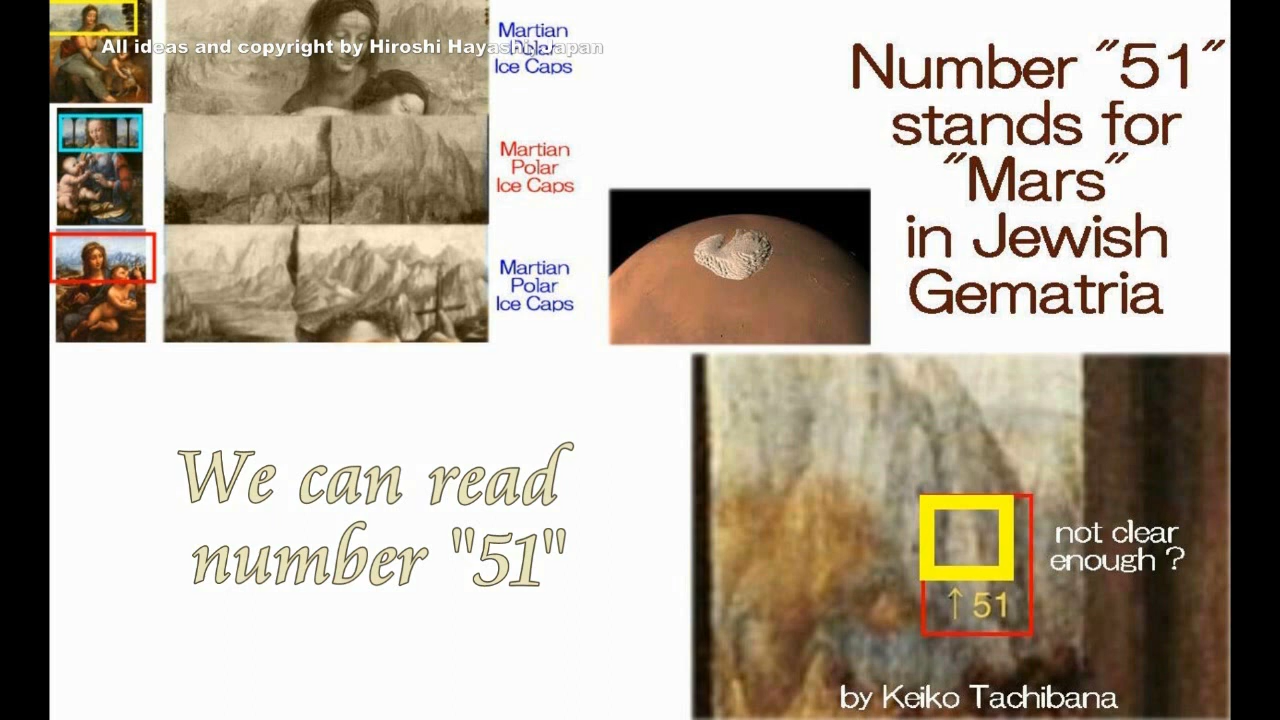 All ideas and copyright by Hiroshi Hayashi, Japan
Martian
Polar
Ice Caps
Martian
Polar
Ice Caps
Martian
Polar
Ice Caps
Number "51"
stands for
"Mars"
in Jewish
Gematria
We can read
number "51"
not clear
enough ?
↑ 51
by Keiko Tachibana